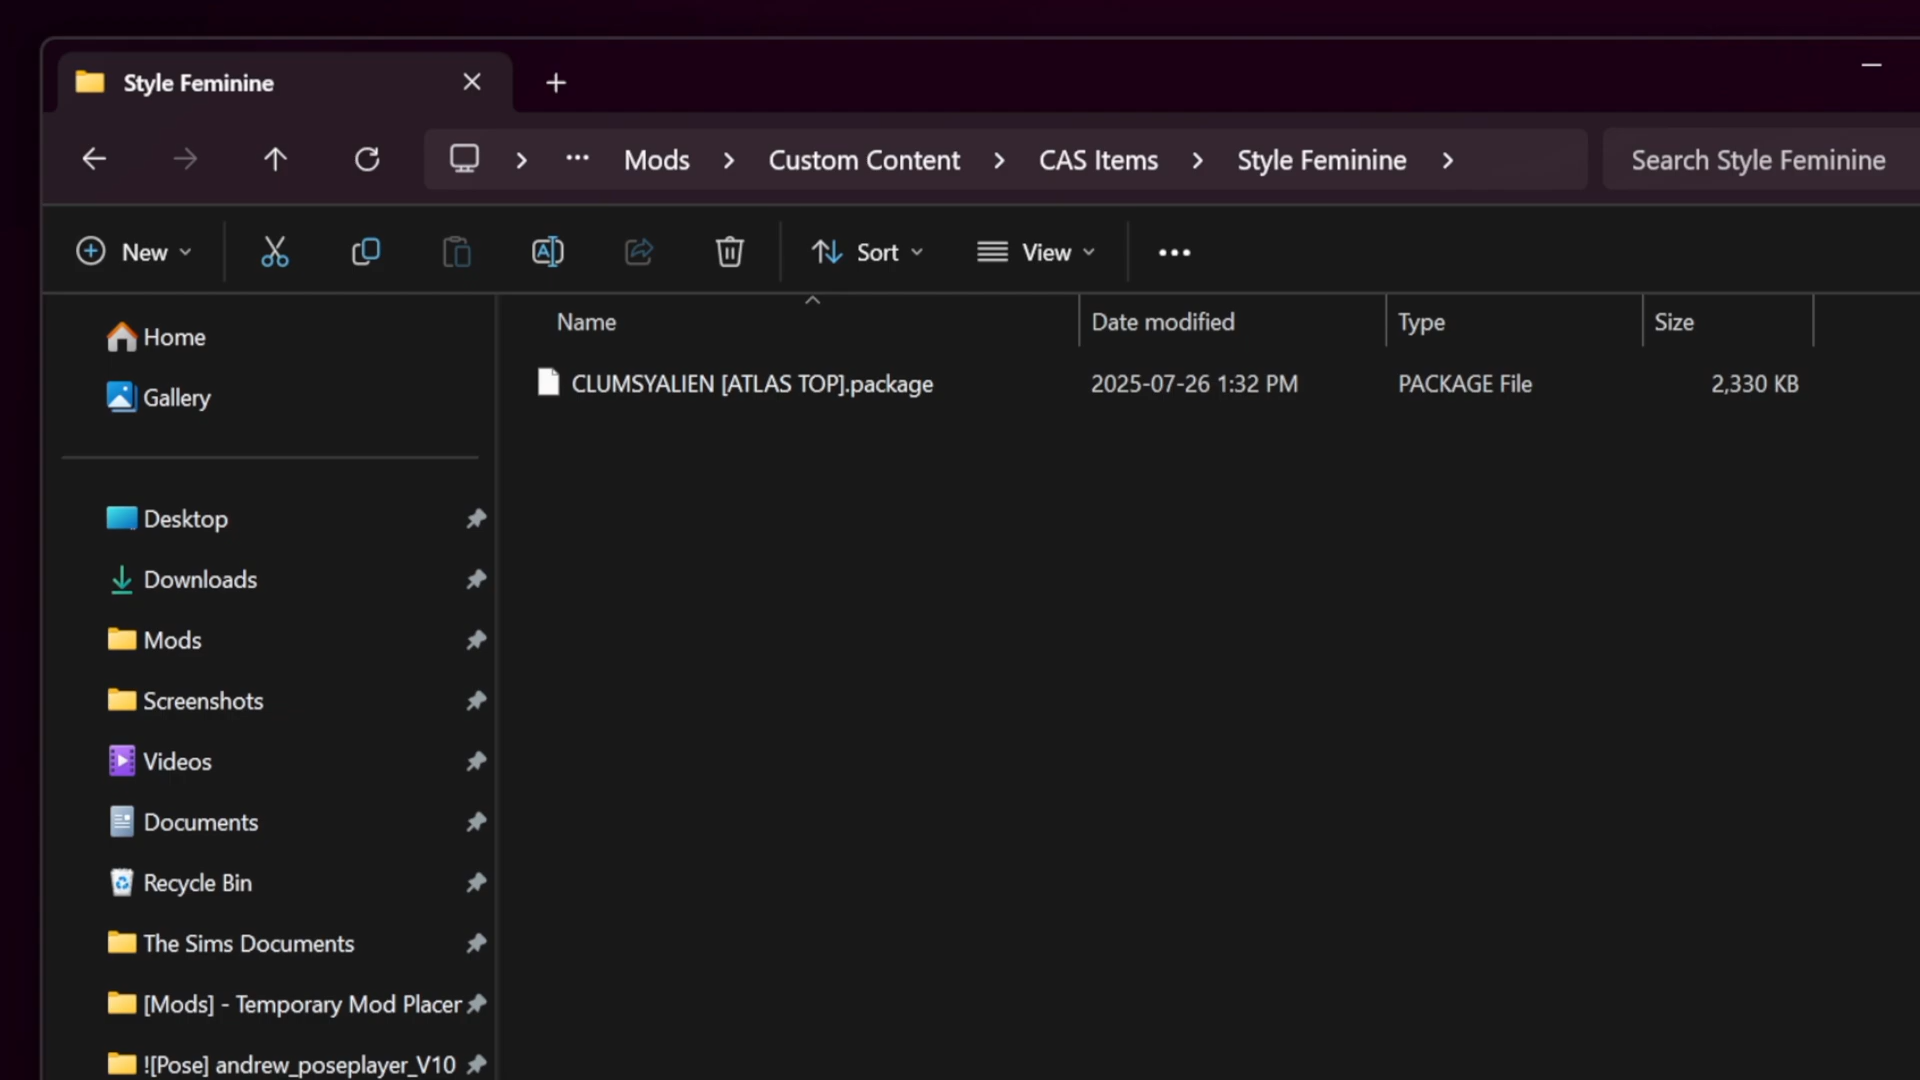 Style Feminine
Mods > Custom Content > CAS Items > Style Feminine >
Search Style Feminine
New
Sort
View
Name
Date modified
Type
Size
CLUMSYALIEN [ATLAS TOP].package
2025-07-26 1:32 PM
PACKAGE File
2,330 KB
Home
Gallery
Desktop
Downloads
Mods
Screenshots
Videos
Documents
Recycle Bin
The Sims Documents
[Mods] - Temporary Mod Placer
![Pose] andrew_poseplayer_V10